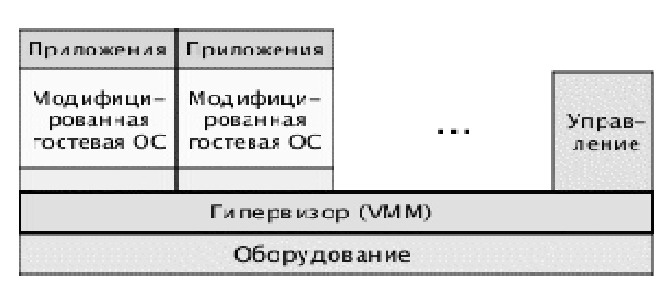 Приложения Приложения
Модифици-
рованная
гостевая ОС
Модифици-
рованная
гостевая ОС
...
Управ-
ление
Гипервизор (VMM)
Оборудование